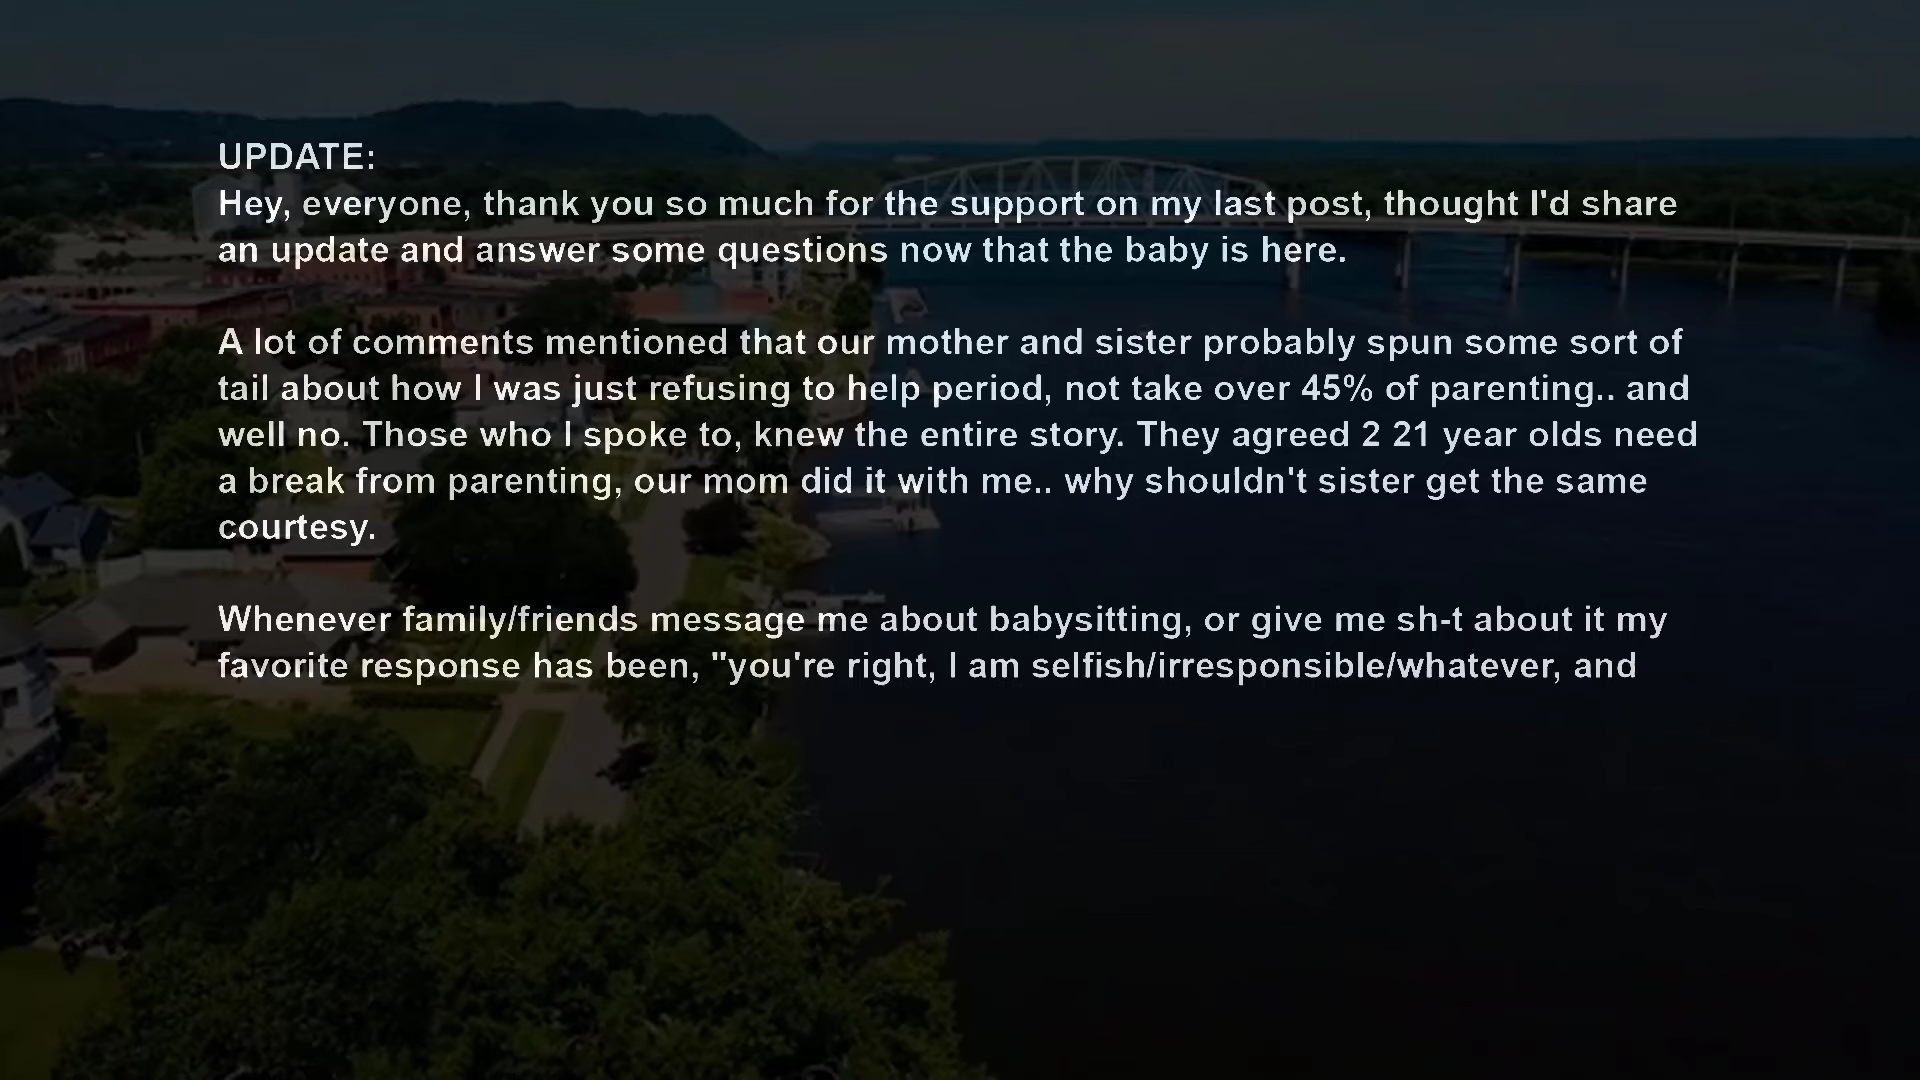 UPDATE:
Hey, everyone, thank you so much for the support on my last post, thought I'd share
an update and answer some questions now that the baby is here.
A lot of comments mentioned that our mother and sister probably spun some sort of
tail about how I was just refusing to help period, not take over 45% of parenting.. and
well no. Those who I spoke to, knew the entire story. They agreed 2 21 year olds need
a break from parenting, our mom did it with me.. why shouldn't sister get the same
courtesy.
Whenever family/friends message me about babysitting, or give me sh-t about it my
favorite response has been, "you're right, I am selfish/irresponsible/whatever, and